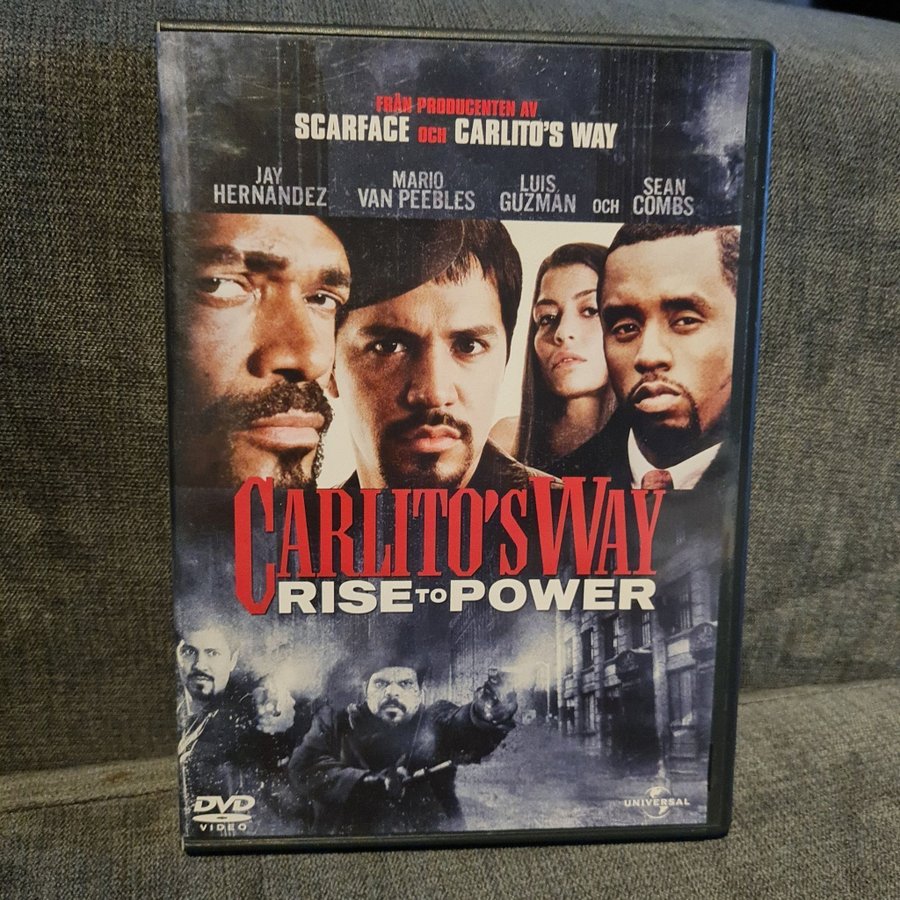 FRÅN PRODUCENTEN AV
SCARFACE OCH CARLITO'S WAY
JAY HERNANDEZ
MARIO VAN PEEBLES
LUIS GUZMAN
OCH
SEAN COMBS
CARLITO'S WAY
RISE TO POWER
DVD
VIDEO
UNIVERSAL